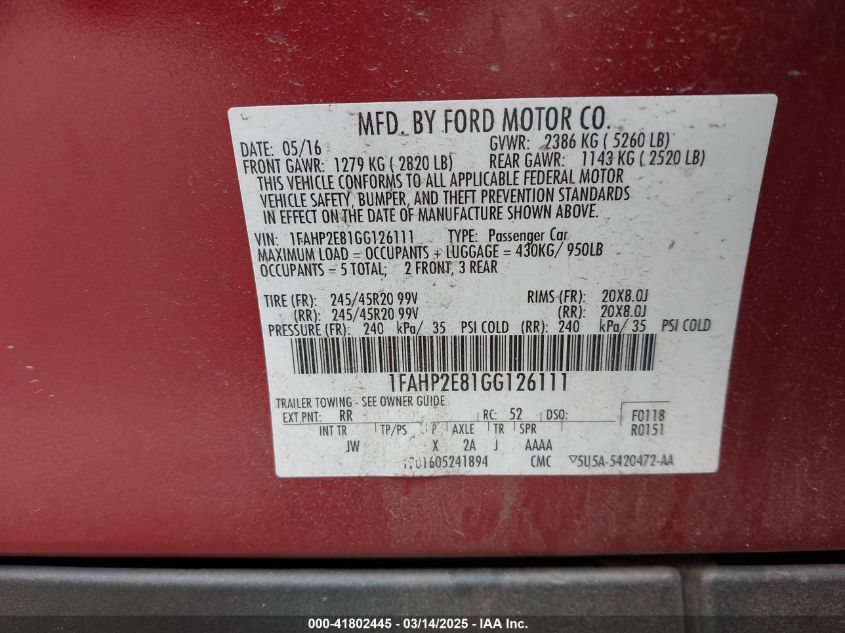 MFD. BY FORD MOTOR CO.
DATE: 05/16 GVWR: 2386 KG ( 5260 LB)
FRONT GAWR: 1279 KG ( 2820 LB) REAR GAWR: 1143 KG ( 2520 LB)
THIS VEHICLE CONFORMS TO ALL APPLICABLE FEDERAL MOTOR
VEHICLE SAFETY, BUMPER, AND THEFT PREVENTION STANDARDS
IN EFFECT ON THE DATE OF MANUFACTURE SHOWN ABOVE.
VIN: 1FAHP2E81GG126111 TYPE: Passenger Car
MAXIMUM LOAD = OCCUPANTS + LUGGAGE = 430KG/ 950LB
OCCUPANTS = 5 TOTAL; 2 FRONT, 3 REAR
TIRE (FR): 245/45R20 99V RIMS (FR): 20X8.0J
(RR): 245/45R20 99V (RR): 20X8.0J
PRESSURE (FR): 240 kPa/ 35 PSI COLD (RR): 240 kPa/ 35 PSI COLD
1FAHP2E81GG126111
TRAILER TOWING - SEE OWNER GUIDE
EXT PNT: RR RC: 52 DSO: F0118
INT TR TP/PS R AXLE TR SPR R0151
JW X 2A J AAAA
1605241894 CMC ▽5U5A-5420472-AA
000-41802445 - 03/14/2025 - IAA Inc.